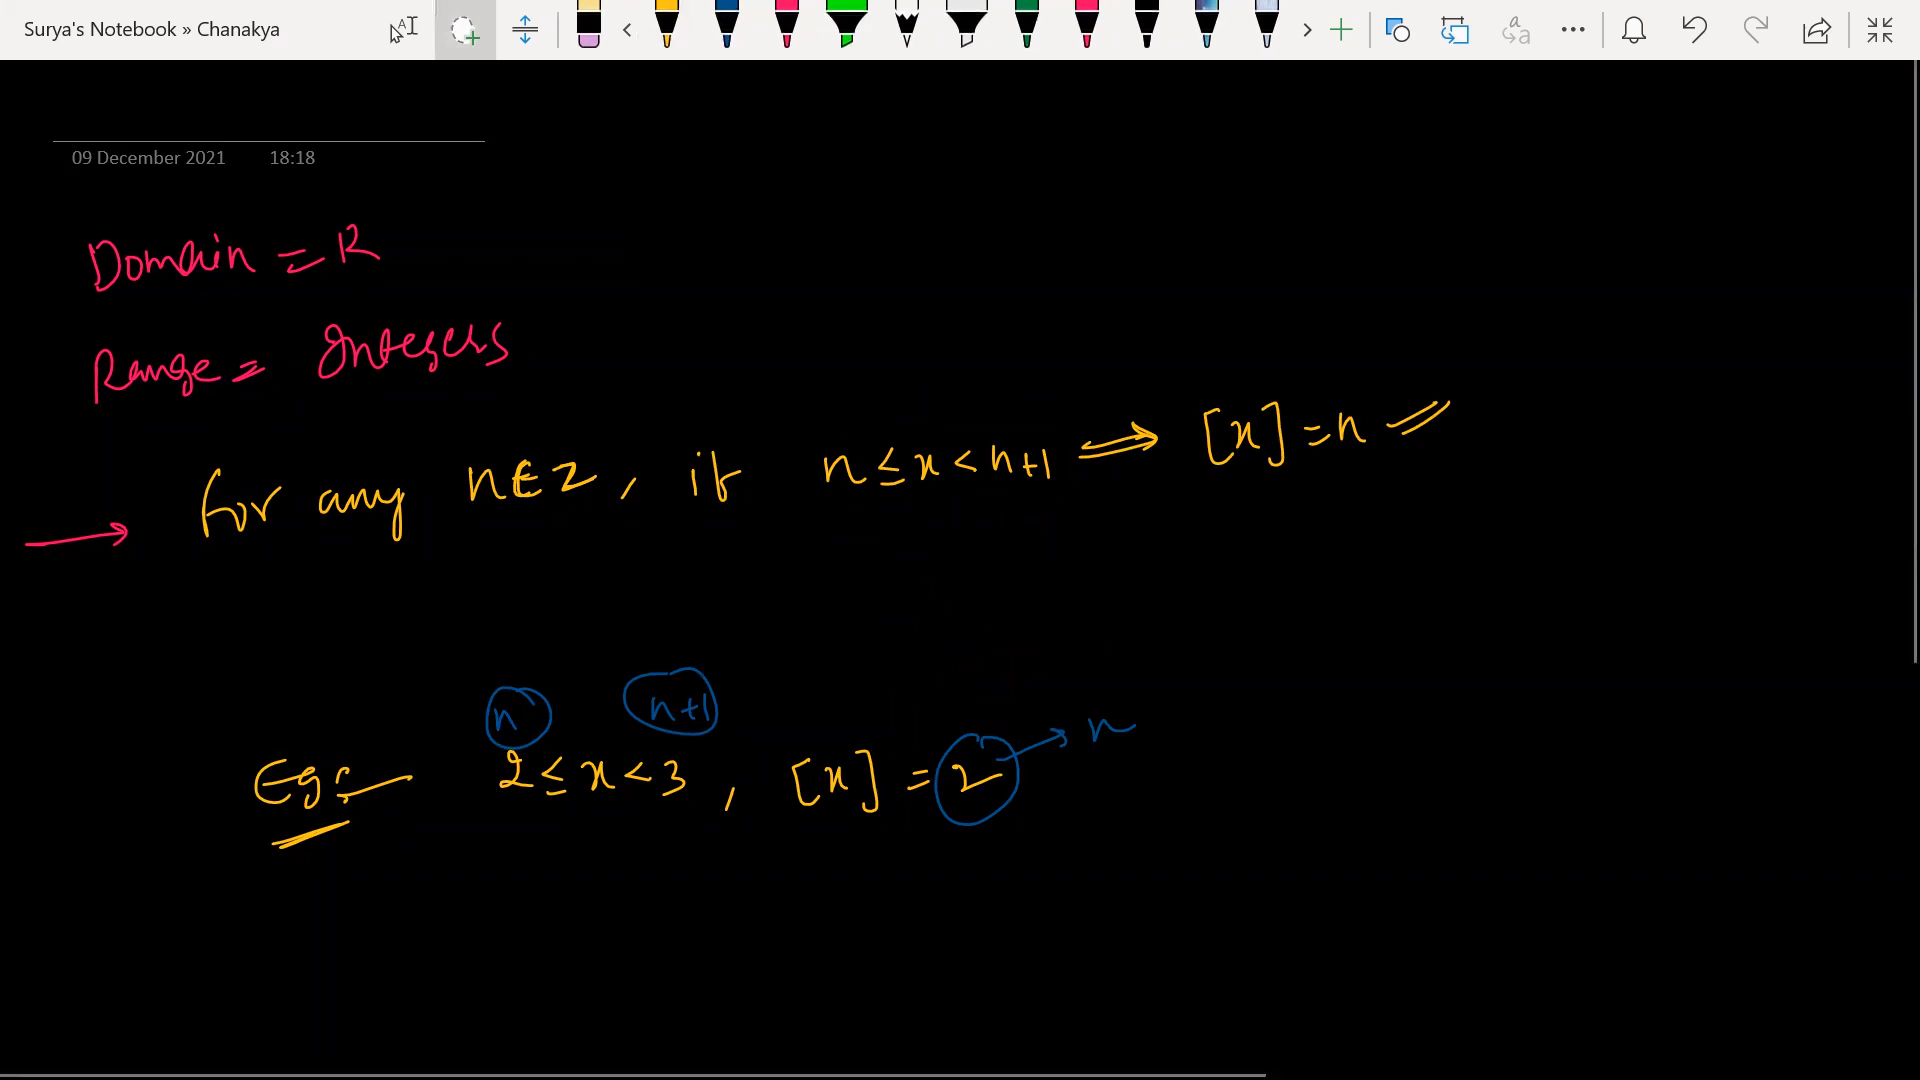 Surya's Notebook » Chanakya
09 December 2021 18:18
Domain = R
Range = Integers
→ for any n∈Z, if n ≤ x < n+1 ⟹ [x] = n
n n+1
Eg:- 2 ≤ x < 3, [x] = 2 → n